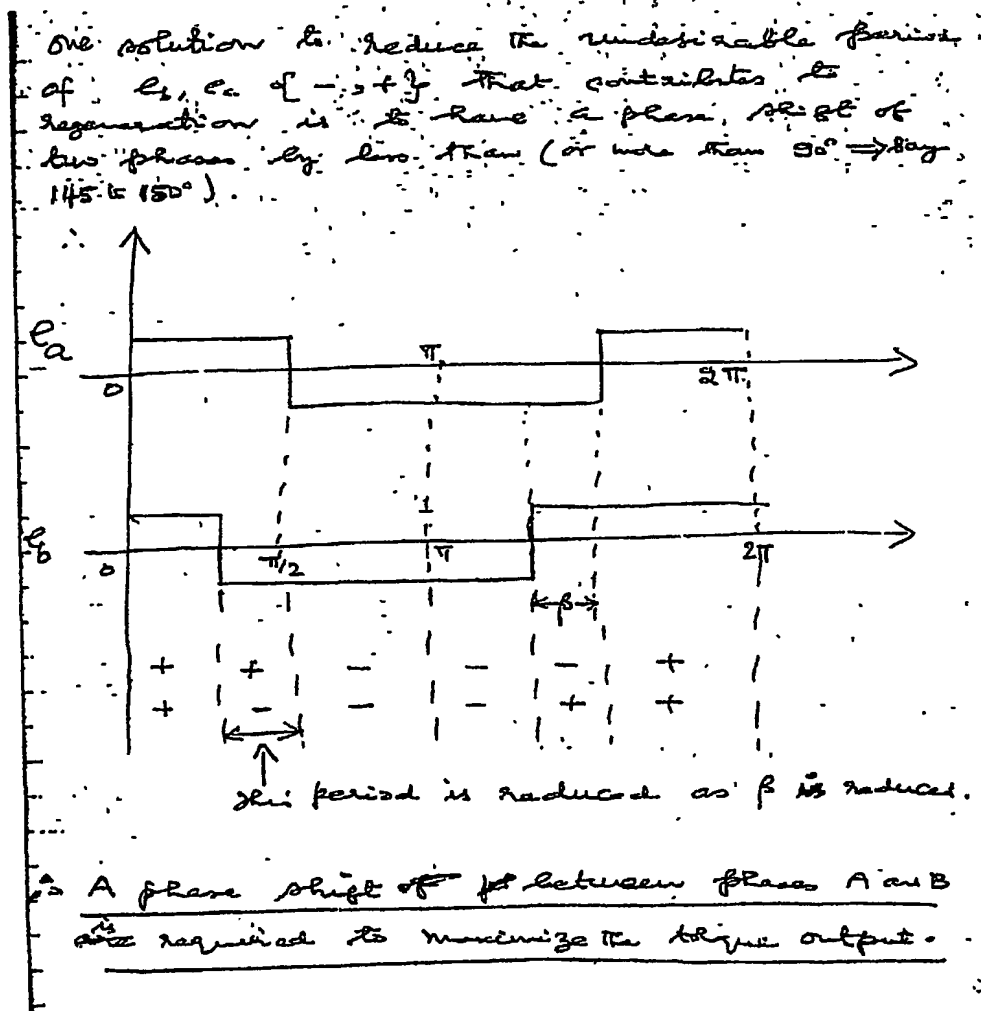 one solution to reduce the undesirable period
of e_b, e_a {-, +} that contributes to
regeneration is to have a phase shift of
two phases by less than (or more than 90° ⇒ say
145 to 150°).
∴
e_a
0
π
2π
e_b
0
π/2
1
π
2π
β
+ + - - - +
+ - - - + +
This period is reduced as β is reduced.
A phase shift of between phases A and B
is required to maximize the torque output.